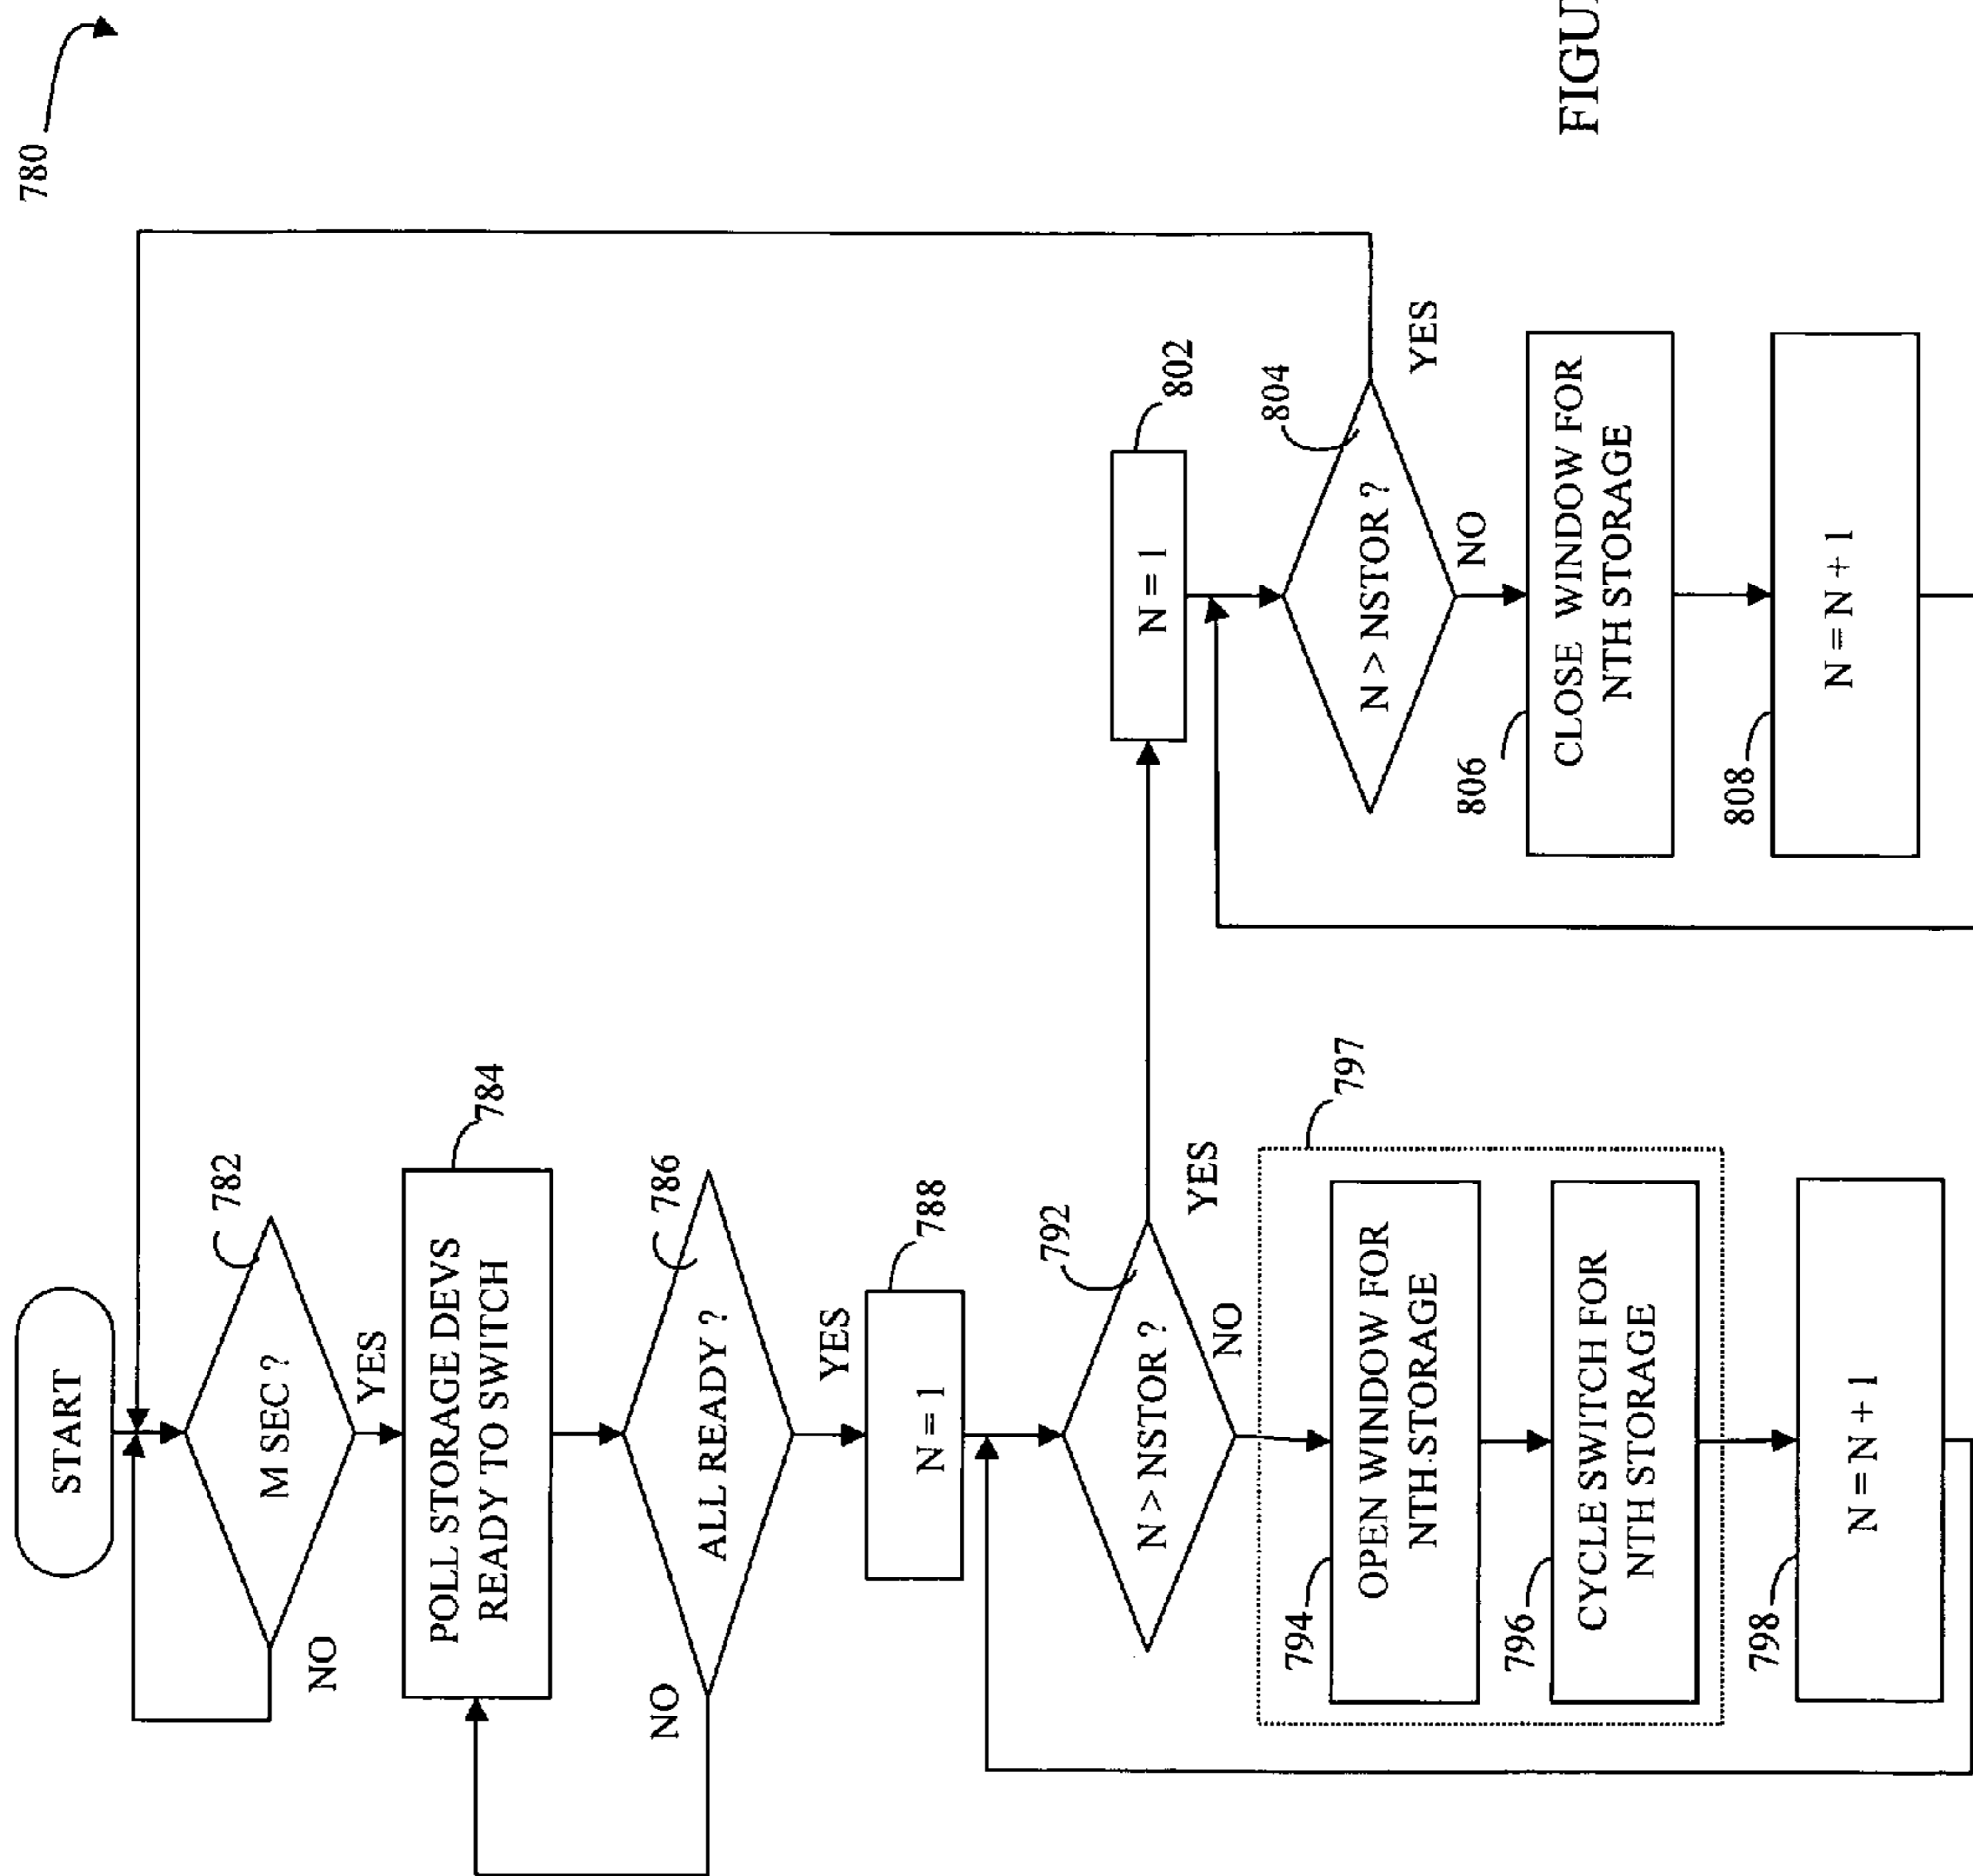 780
START
782
M SEC ?
NO
YES
784
POLL STORAGE DEVS
READY TO SWITCH
786
ALL READY ?
NO
YES
788
N = 1
792
N > NSTOR ?
YES
NO
797
794
OPEN WINDOW FOR
NTH STORAGE
796
CYCLE SWITCH FOR
NTH STORAGE
798
N = N + 1
802
N = 1
804
N > NSTOR ?
YES
NO
806
CLOSE WINDOW FOR
NTH STORAGE
808
N = N + 1